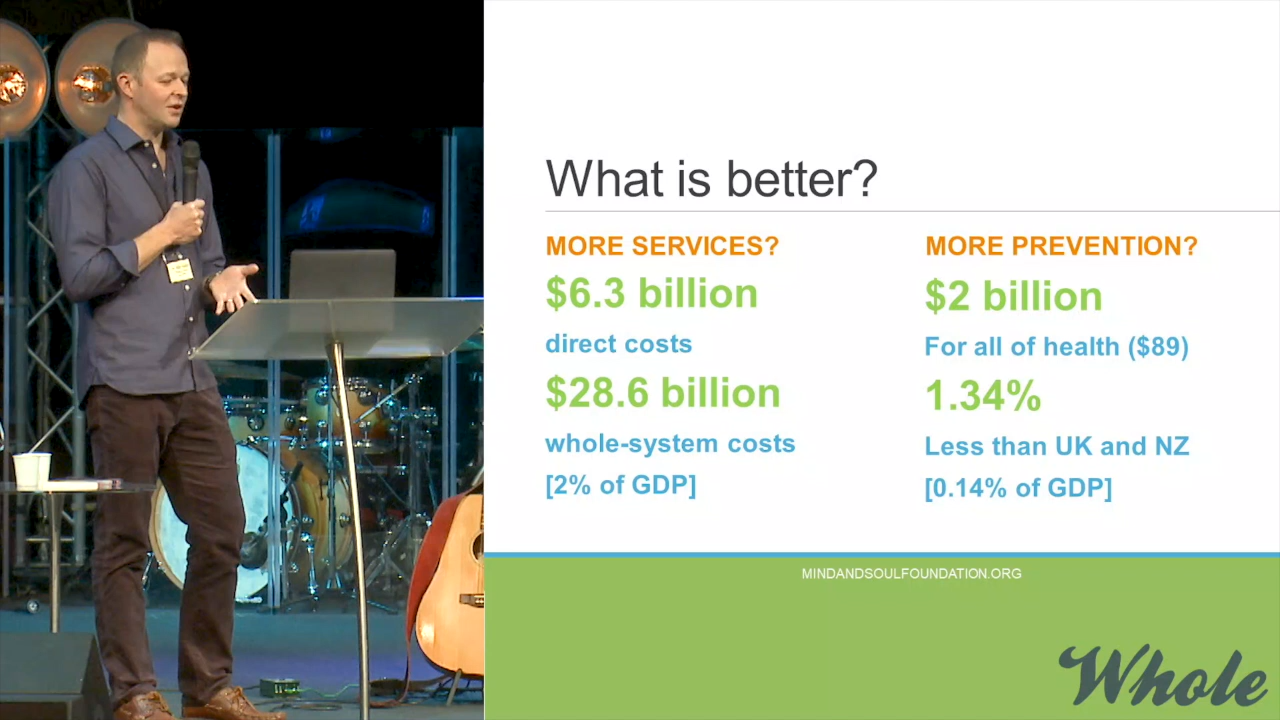 What is better?
MORE SERVICES?
$6.3 billion
direct costs
$28.6 billion
whole-system costs
[2% of GDP]
MORE PREVENTION?
$2 billion
For all of health ($89)
1.34%
Less than UK and NZ
[0.14% of GDP]
MINDANDSOULFOUNDATION.ORG
Whole